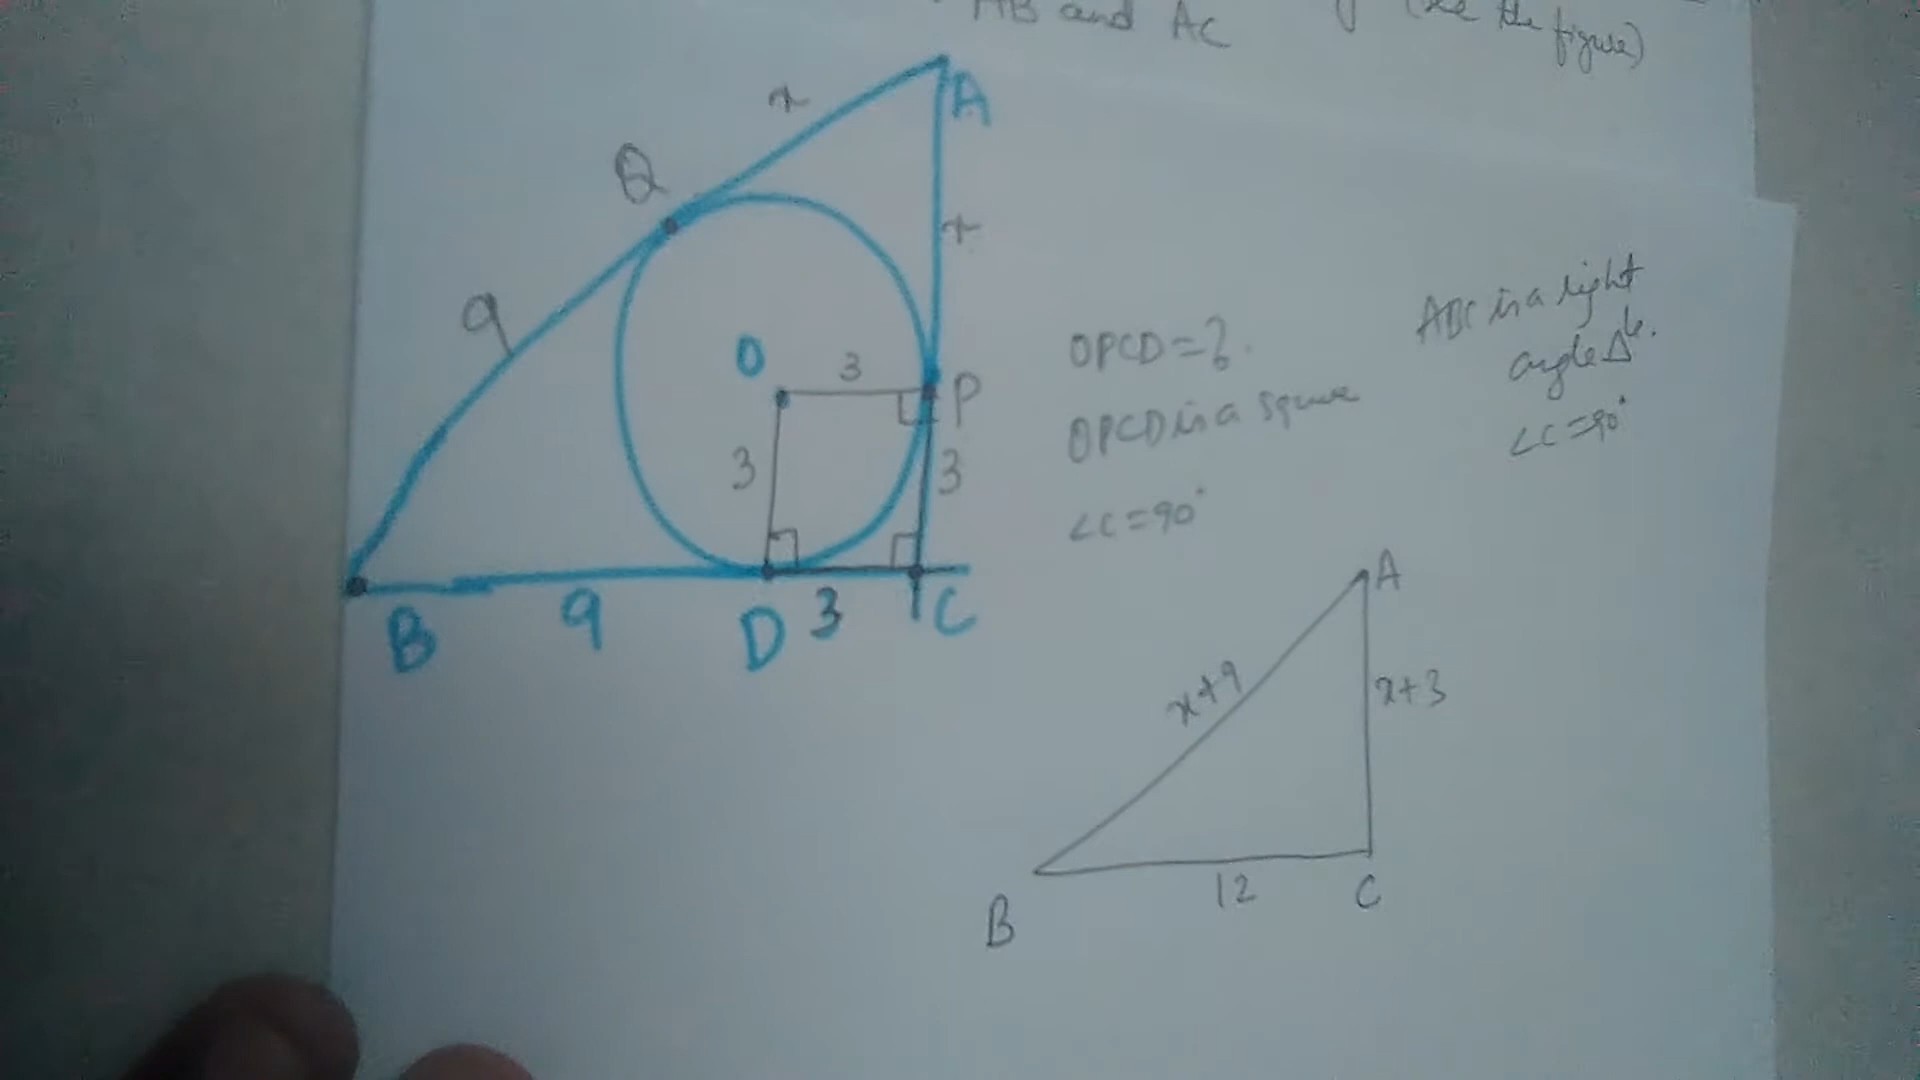 AB and AC (see the figure)
A
x
Q
x
9
O
3
P
3
3
B
9
D
3
C
OPCD = ?
OPCD is a square
∠C = 90°
ABC is a right
angle Δle.
∠C = 90°
A
x+9
x+3
B
12
C